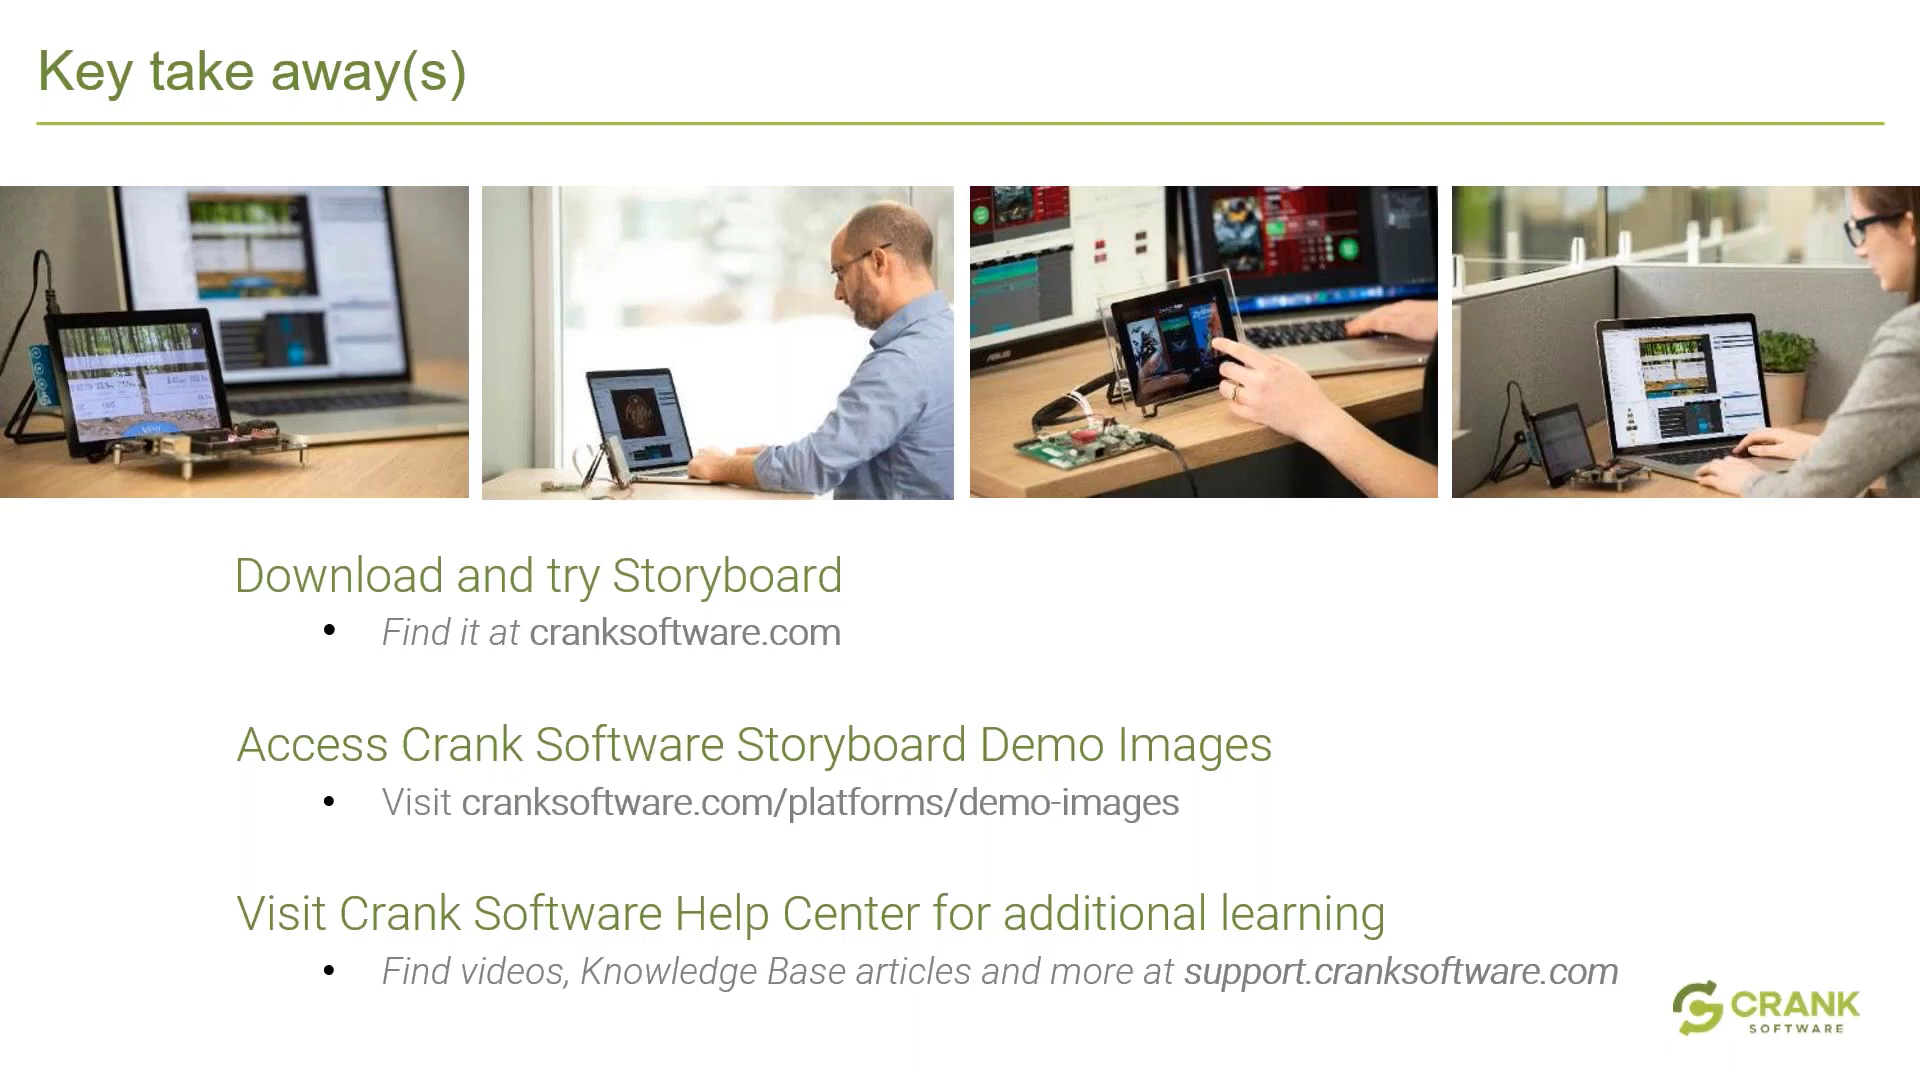 Key take away(s)
ASUS
Download and try Storyboard
• Find it at cranksoftware.com
Access Crank Software Storyboard Demo Images
• Visit cranksoftware.com/platforms/demo-images
Visit Crank Software Help Center for additional learning
• Find videos, Knowledge Base articles and more at support.cranksoftware.com
CRANK
SOFTWARE